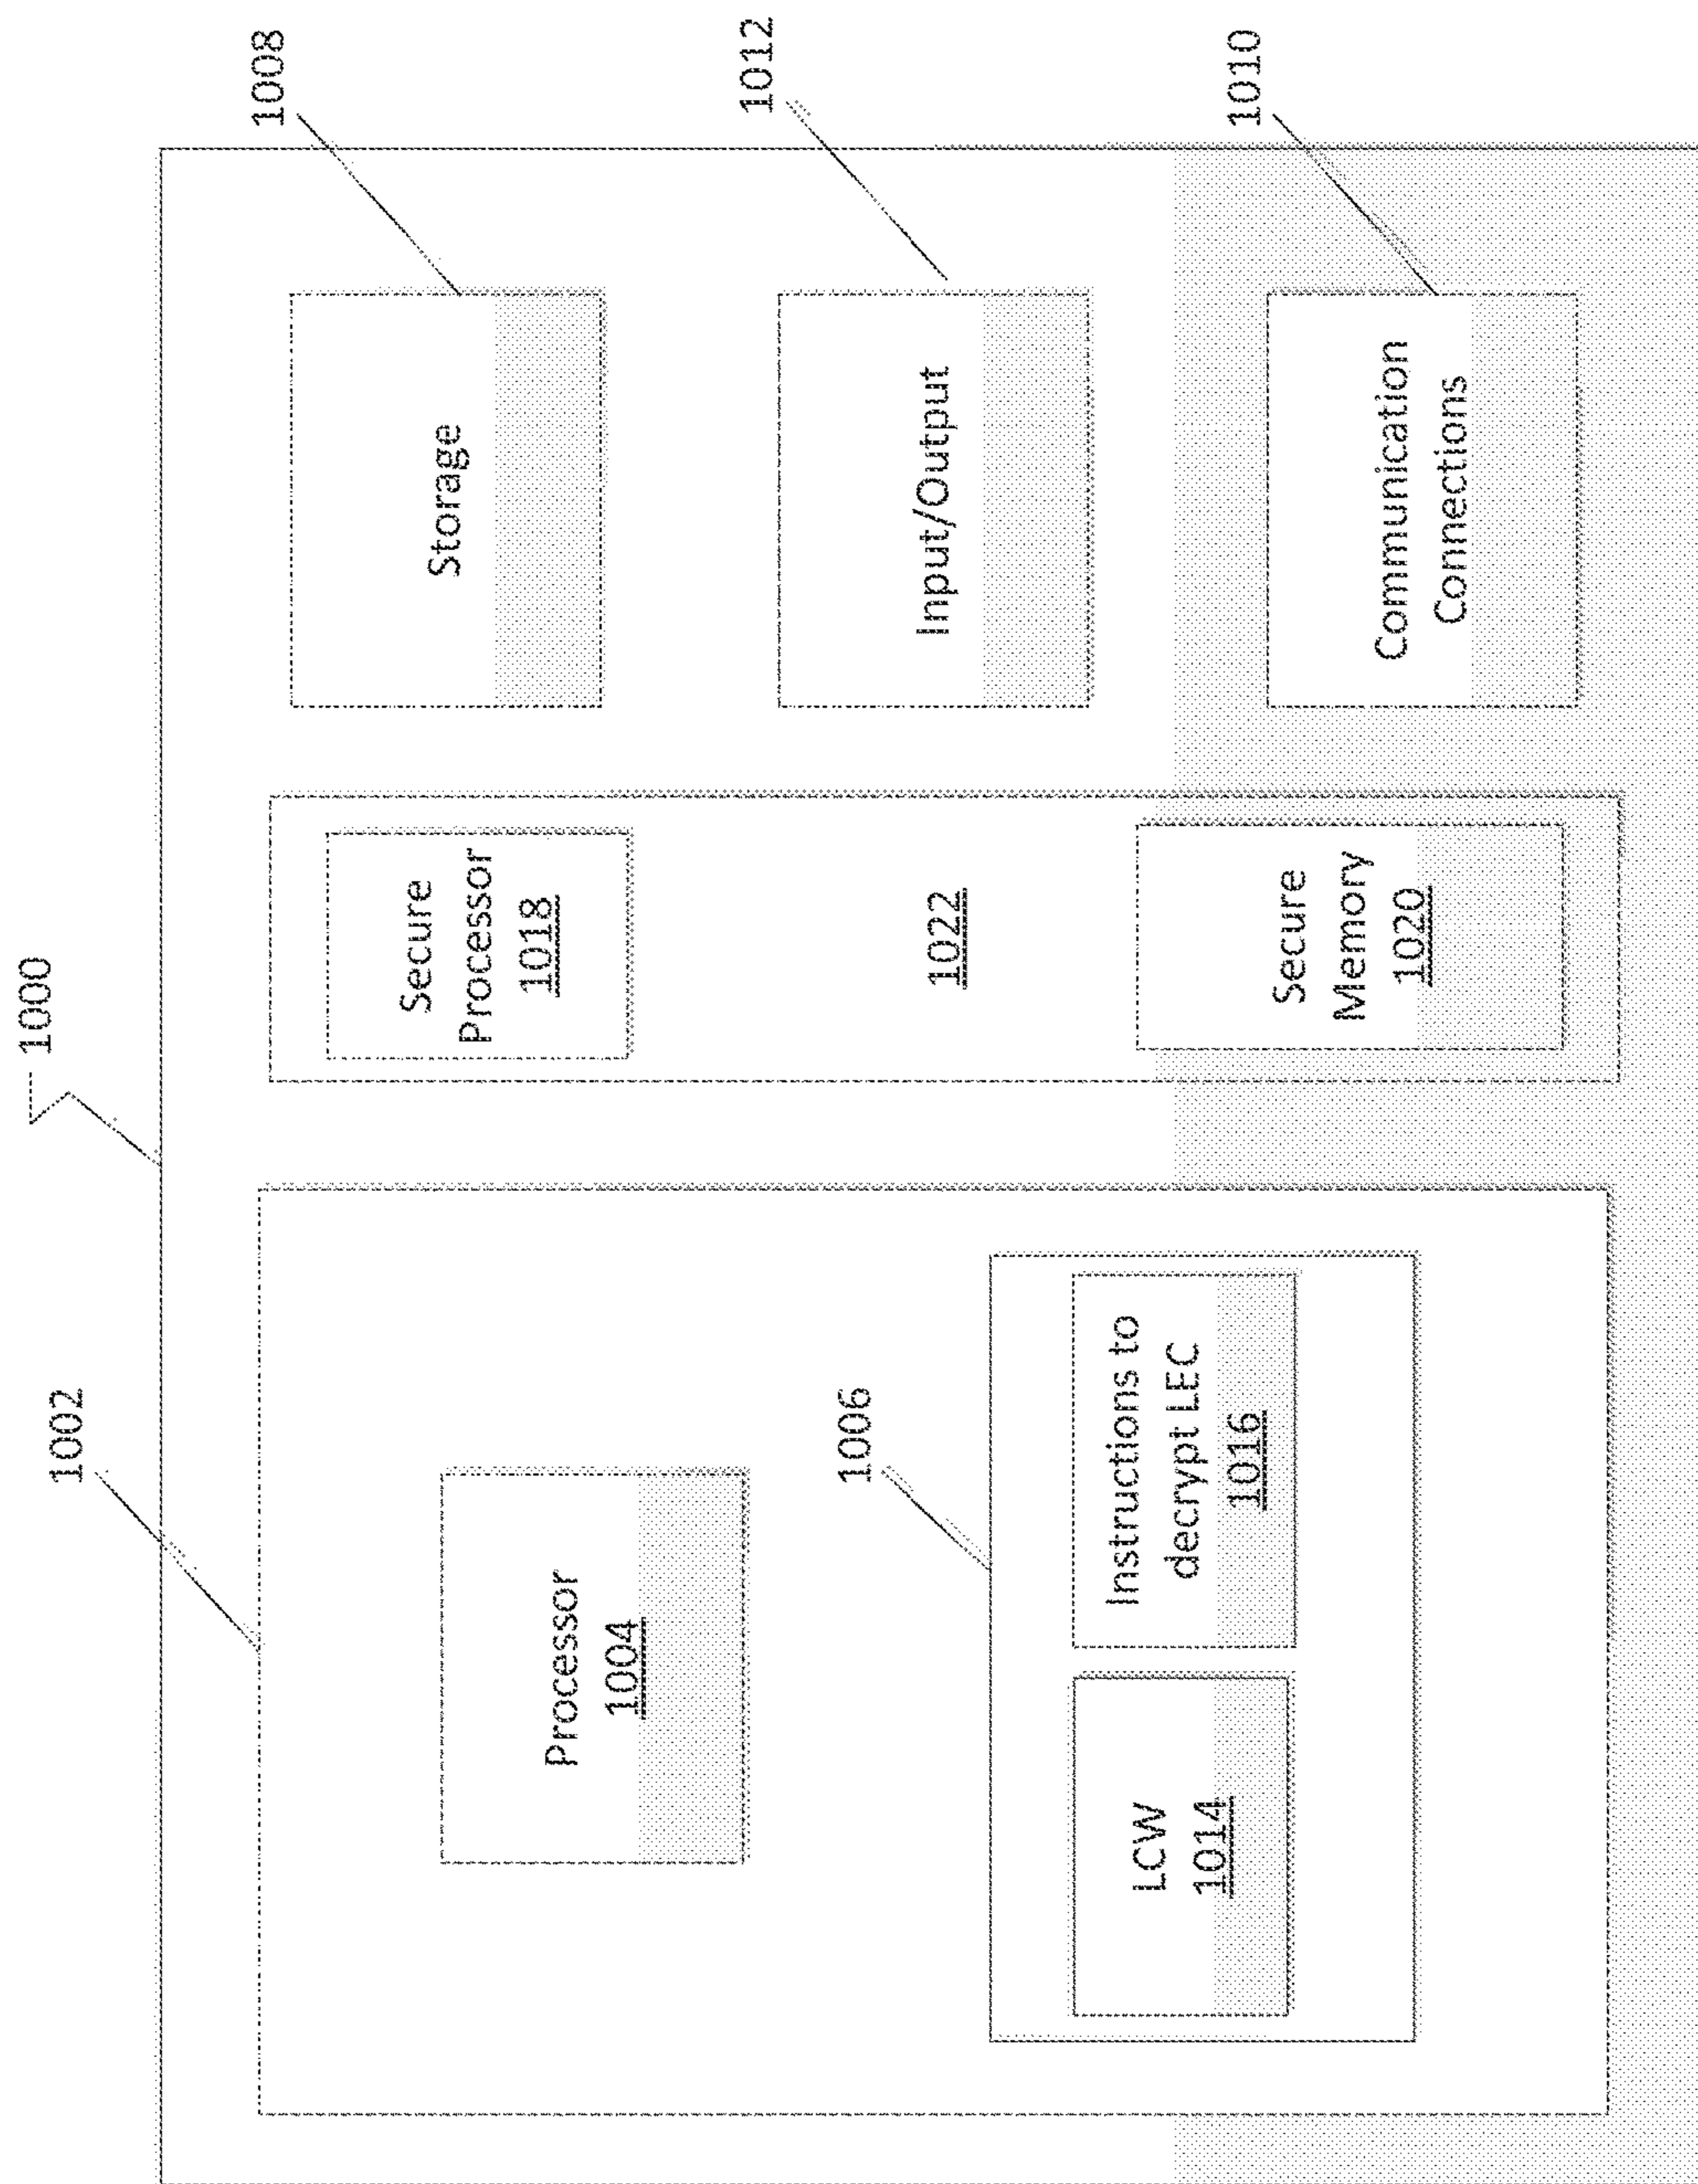 1000
1002
1008
Processor
1004
Secure
Processor
1018
Storage
1006
1012
1022
Input/Output
LCW
1014
Instructions to
decrypt LEC
1016
Secure
Memory
1020
1010
Communication
Connections